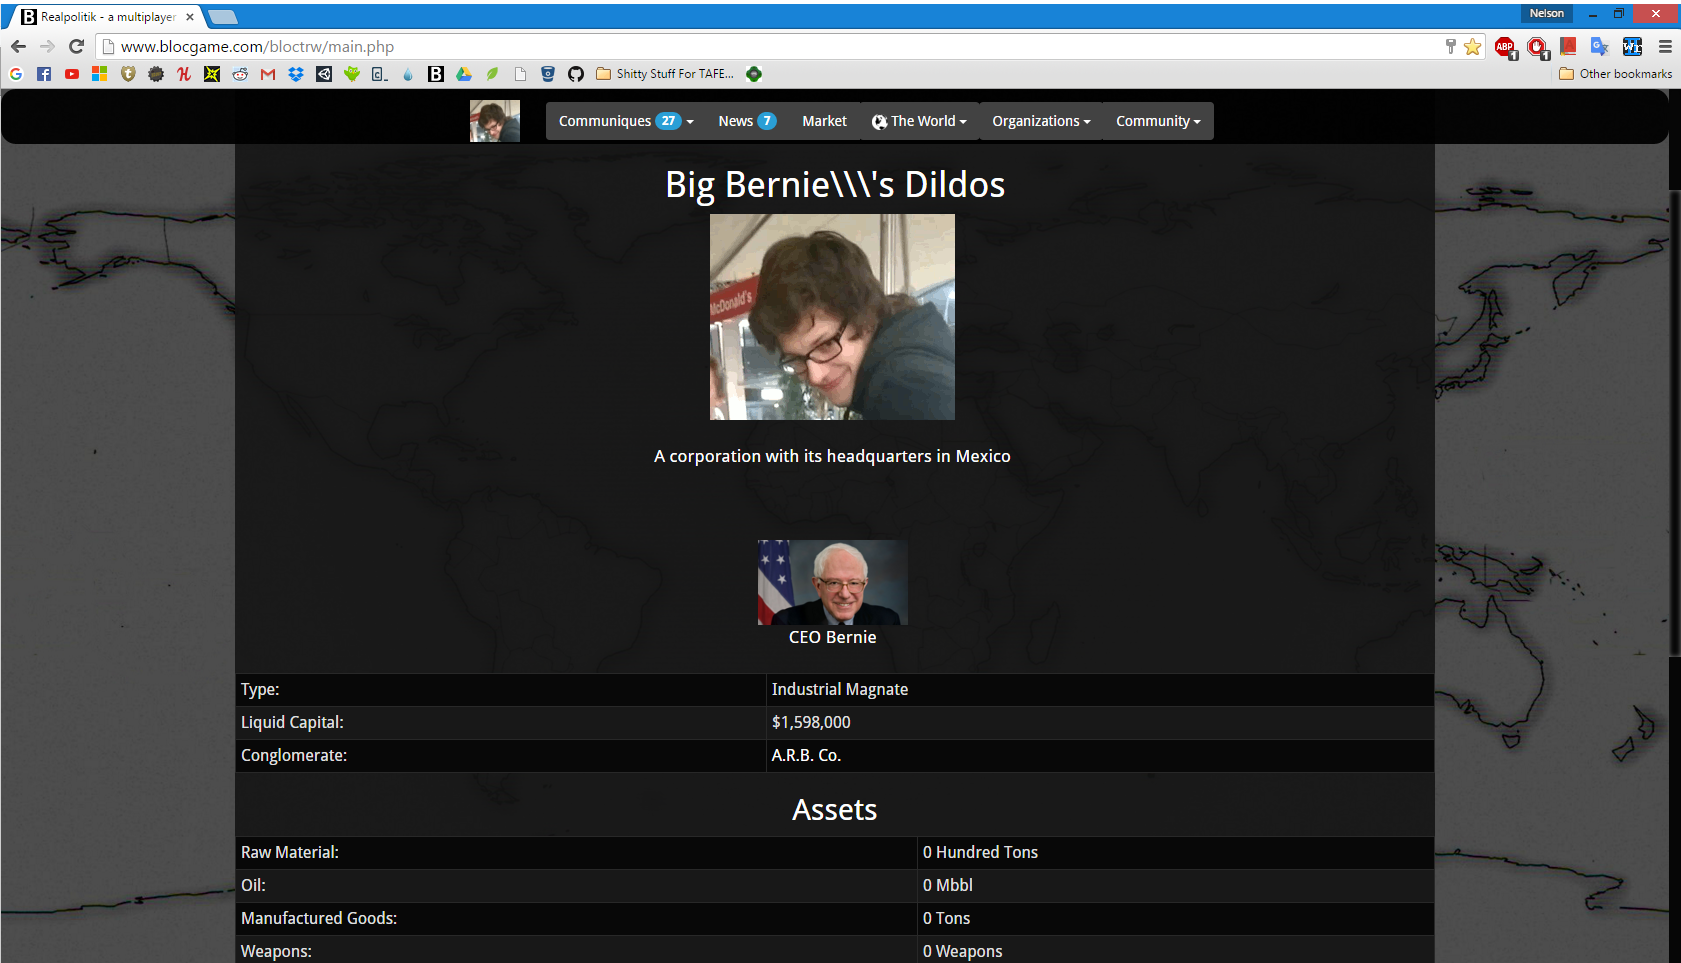 Realpolitik - a multiplayer
Nelson
www.blocgame.com/bloctrw/main.php
ABP
1
1
Shitty Stuff For TAFE...
Other bookmarks
Communiques 27
News 7
Market
The World
Organizations
Community
Big Bernie\\\'s Dildos
McDonald's
A corporation with its headquarters in Mexico
CEO Bernie
Type: Industrial Magnate
Liquid Capital: $1,598,000
Conglomerate: A.R.B. Co.
Assets
Raw Material: 0 Hundred Tons
Oil: 0 Mbbl
Manufactured Goods: 0 Tons
Weapons: 0 Weapons